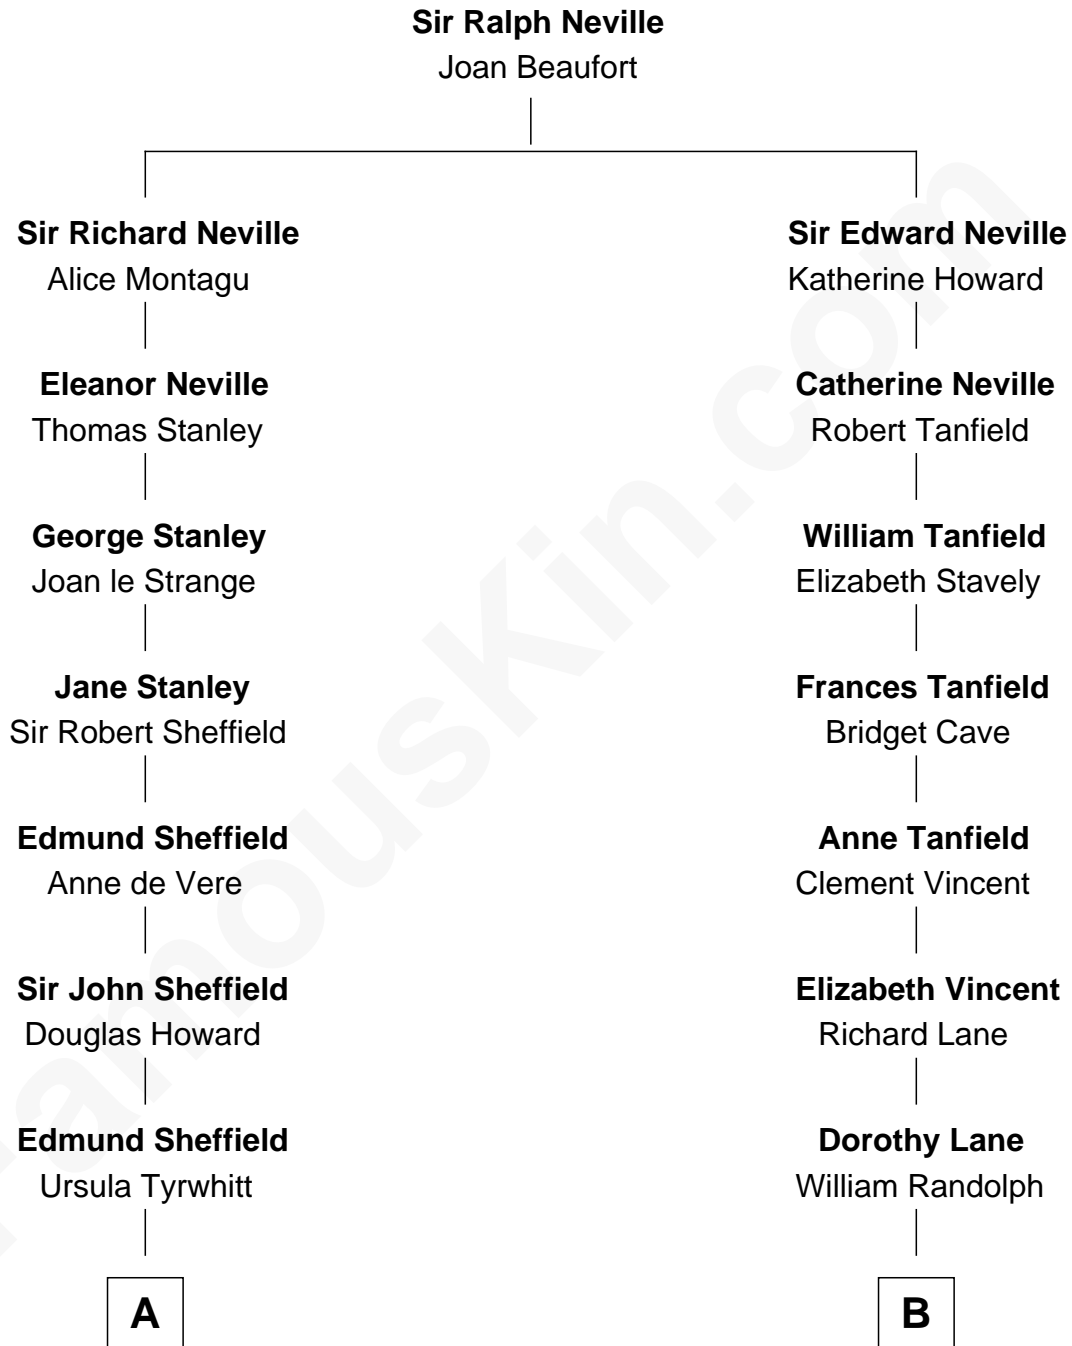 Sir Ralph Neville
Joan Beaufort
Sir Richard Neville
Alice Montagu
Sir Edward Neville
Katherine Howard
Eleanor Neville
Thomas Stanley
Catherine Neville
Robert Tanfield
George Stanley
Joan le Strange
William Tanfield
Elizabeth Stavely
Jane Stanley
Sir Robert Sheffield
Frances Tanfield
Bridget Cave
Edmund Sheffield
Anne de Vere
Anne Tanfield
Clement Vincent
Sir John Sheffield
Douglas Howard
Elizabeth Vincent
Richard Lane
Edmund Sheffield
Ursula Tyrwhitt
Dorothy Lane
William Randolph
A
B
FamousKin.com